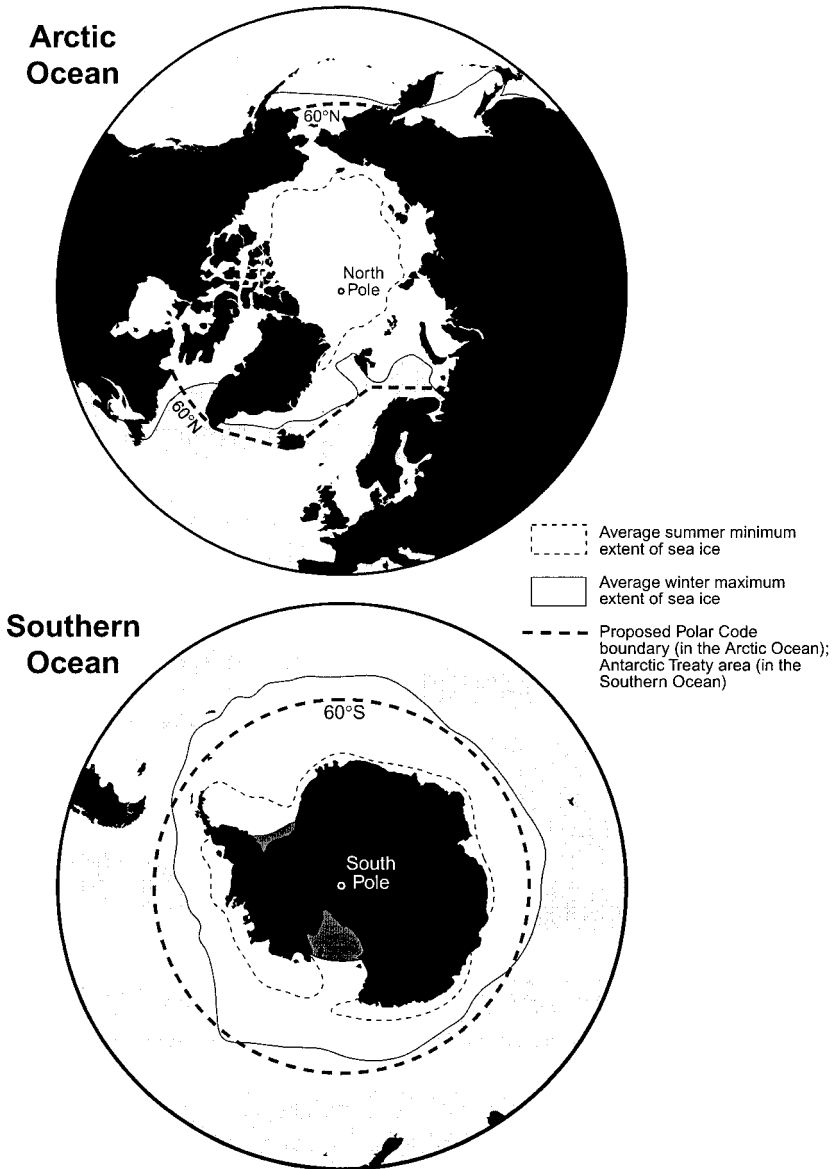 Arctic
Ocean
60°N
North
Pole
60°N
Average summer minimum
extent of sea ice
Average winter maximum
extent of sea ice
Proposed Polar Code
boundary (in the Arctic Ocean);
Antarctic Treaty area (in the
Southern Ocean)
Southern
Ocean
60°S
South
Pole